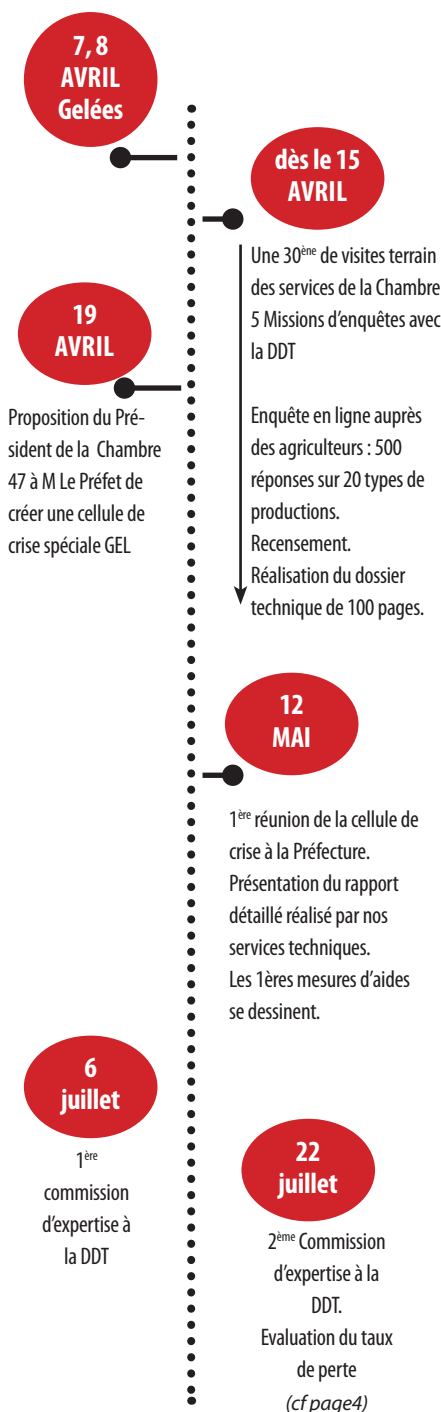 7, 8
AVRIL
Gelées
dès le 15
AVRIL
Une 30ène de visites terrain
des services de la Chambre
5 Missions d'enquêtes avec
la DDT
Enquête en ligne auprès
des agriculteurs : 500
réponses sur 20 types de
productions.
Recensement.
Réalisation du dossier
technique de 100 pages.
19
AVRIL
Proposition du Pré-
sident de la Chambre
47 à M Le Préfet de
créer une cellule de
crise spéciale GEL
12
MAI
1ère réunion de la cellule de
crise à la Préfecture.
Présentation du rapport
détaillé réalisé par nos
services techniques.
Les 1ères mesures d'aides
se dessinent.
6
juillet
1ère
commission
d'expertise à
la DDT
22
juillet
2ème Commission
d'expertise à la
DDT.
Evaluation du taux
de perte
(cf page4)